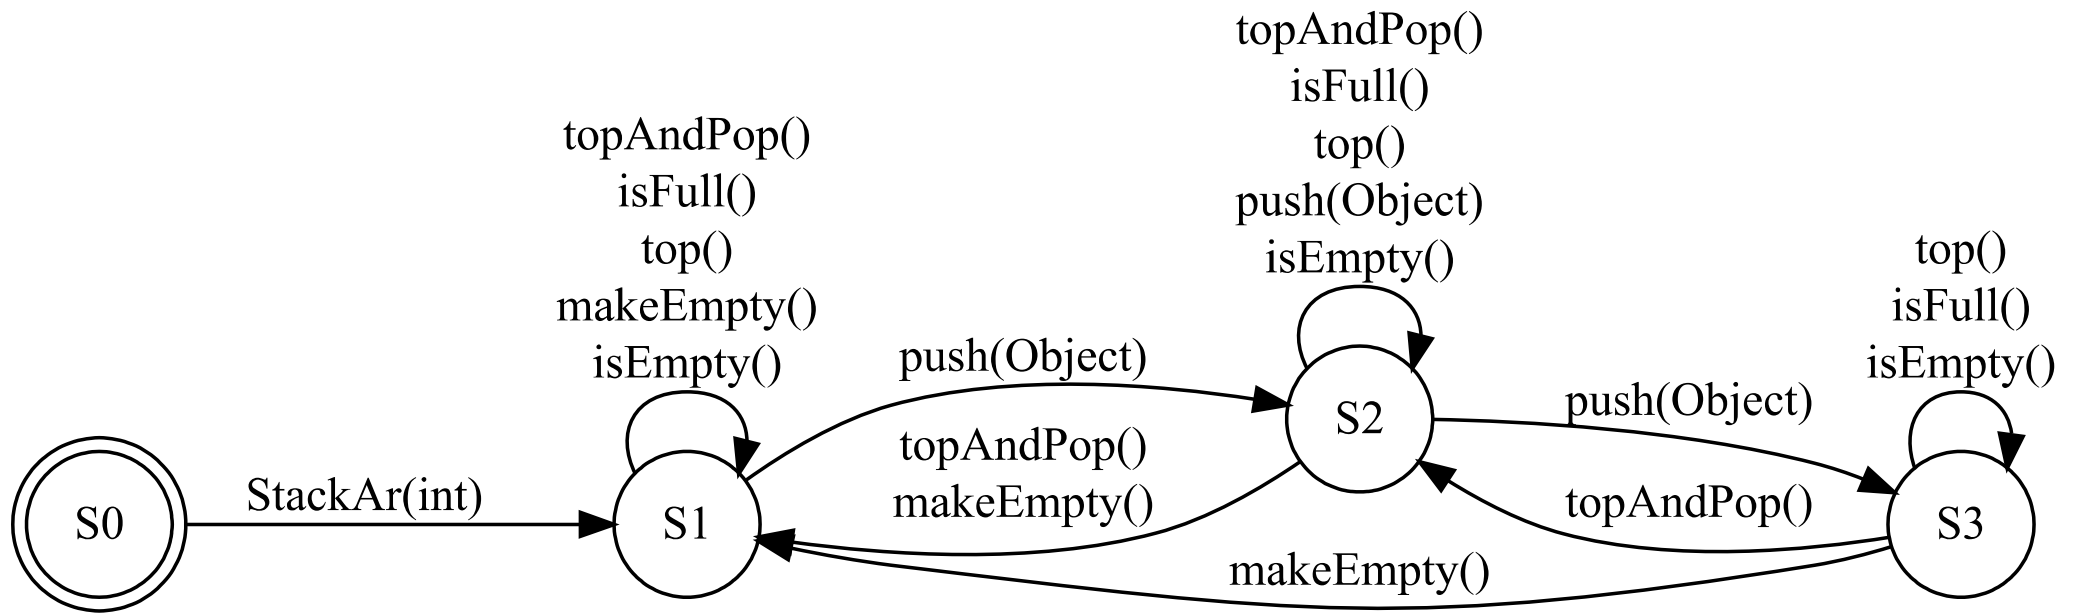 topAndPop()
isFull()
top()
push(Object)
isEmpty()
topAndPop()
isFull()
top()
makeEmpty()
isEmpty()
top()
isFull()
isEmpty()
push(Object)
push(Object)
topAndPop()
makeEmpty()
topAndPop()
makeEmpty()
StackAr(int)
S0
S1
S2
S3